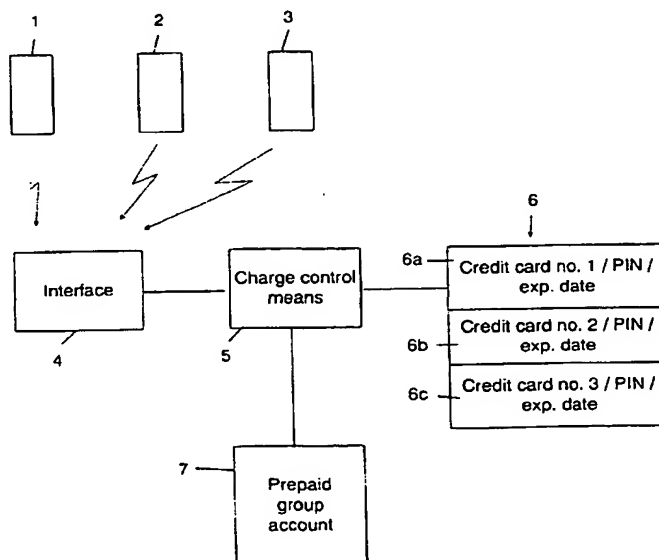 1
2
3
6
6a
Credit card no. 1 / PIN /
exp. date
Interface
Charge control
means
4
5
6b
Credit card no. 2 / PIN /
exp. date
6c
Credit card no. 3 / PIN /
exp. date
7
Prepaid
group
account